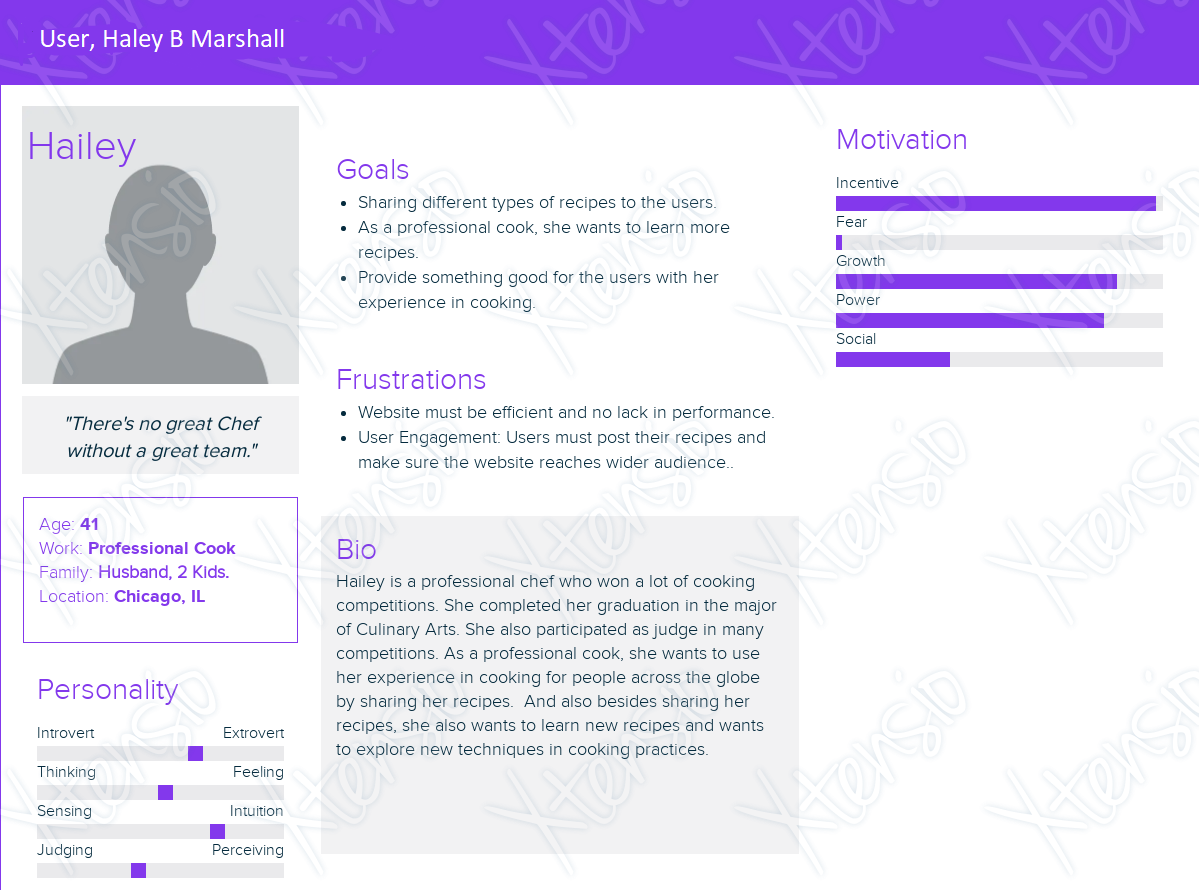 User, Haley B Marshall
Hailey
"There's no great Chef
without a great team."
Age: 41
Work: Professional Cook
Family: Husband, 2 Kids.
Location: Chicago, IL
Personality
Introvert Extrovert
Thinking Feeling
Sensing Intuition
Judging Perceiving
Goals
• Sharing different types of recipes to the users.
• As a professional cook, she wants to learn more
recipes.
• Provide something good for the users with her
experience in cooking.
Frustrations
• Website must be efficient and no lack in performance.
• User Engagement: Users must post their recipes and
make sure the website reaches wider audience..
Bio
Hailey is a professional chef who won a lot of cooking
competitions. She completed her graduation in the major
of Culinary Arts. She also participated as judge in many
competitions. As a professional cook, she wants to use
her experience in cooking for people across the globe
by sharing her recipes.  And also besides sharing her
recipes, she also wants to learn new recipes and wants
to explore new techniques in cooking practices.
Motivation
Incentive
Fear
Growth
Power
Social
Xtensio